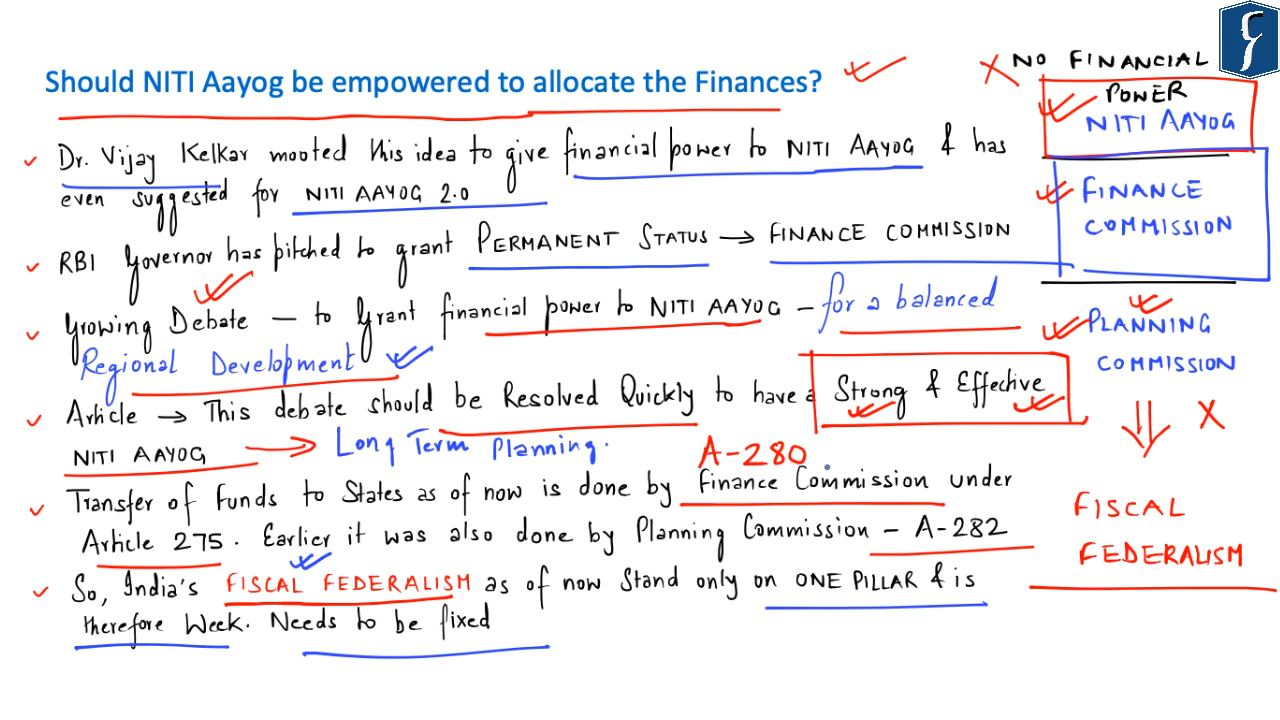 Should NITI Aayog be empowered to allocate the Finances?
Dr. Vijay Kelkar mooted this idea to give financial power to NITI AAYOG & has
even suggested for NITI AAYOG 2.0
RBI Governor has pitched to grant PERMANENT STATUS → FINANCE COMMISSION
Growing Debate – to Grant financial power to NITI AAYOG – for a balanced
Regional Development
Article → This debate should be Resolved Quickly to have a Strong & Effective
NITI AAYOG → Long Term Planning.
A-280
Transfer of Funds to States as of now is done by Finance Commission under
Article 275. Earlier it was also done by Planning Commission – A-282
So, India's FISCAL FEDERALISM as of now stand only on ONE PILLAR & is
therefore Week. Needs to be fixed
NO FINANCIAL
POWER
NITI AAYOG
FINANCE
COMMISSION
PLANNING
COMMISSION
FISCAL
FEDERALISM